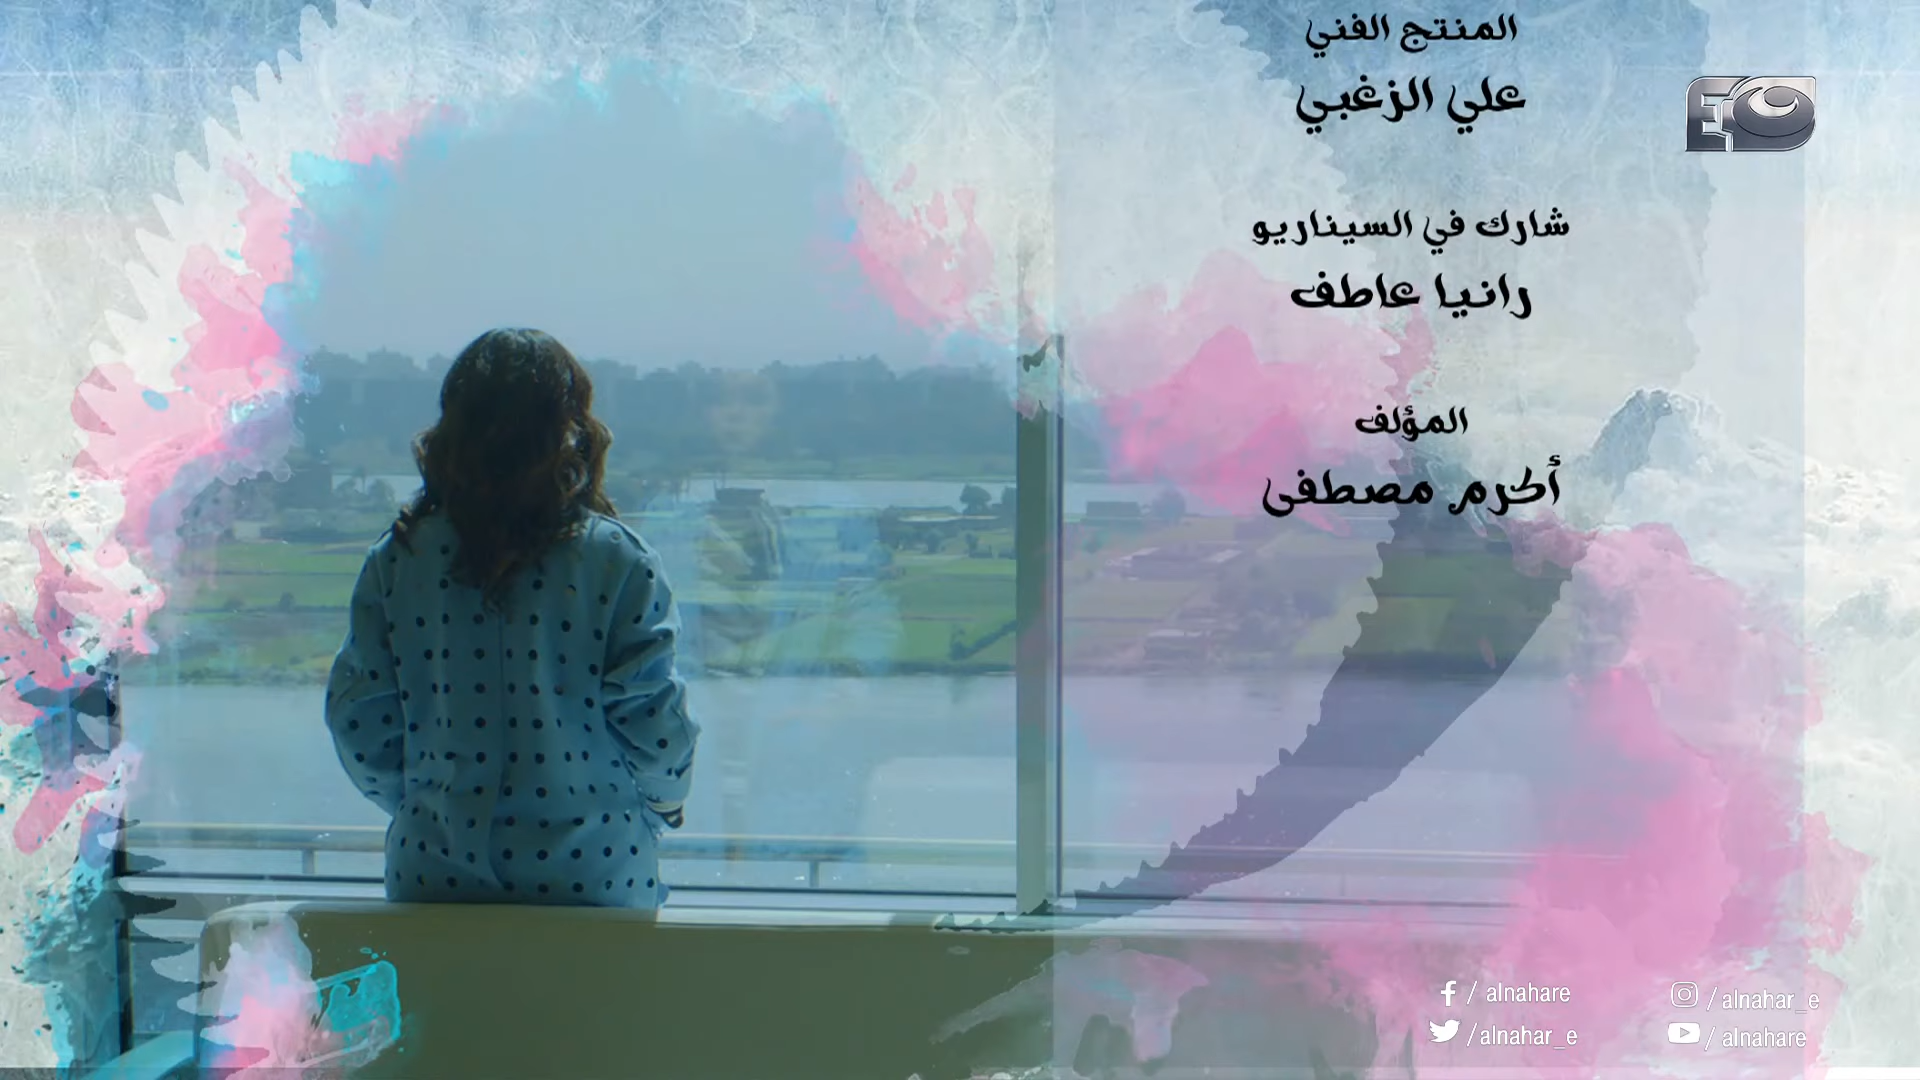 المنتج الفني
علي الزغبي
شارك في السيناريو
رانيا عاطف
المؤلف
أكرم مصطفى
/ alnahare
/ alnahar_e
/ alnahar_e
/ alnahare